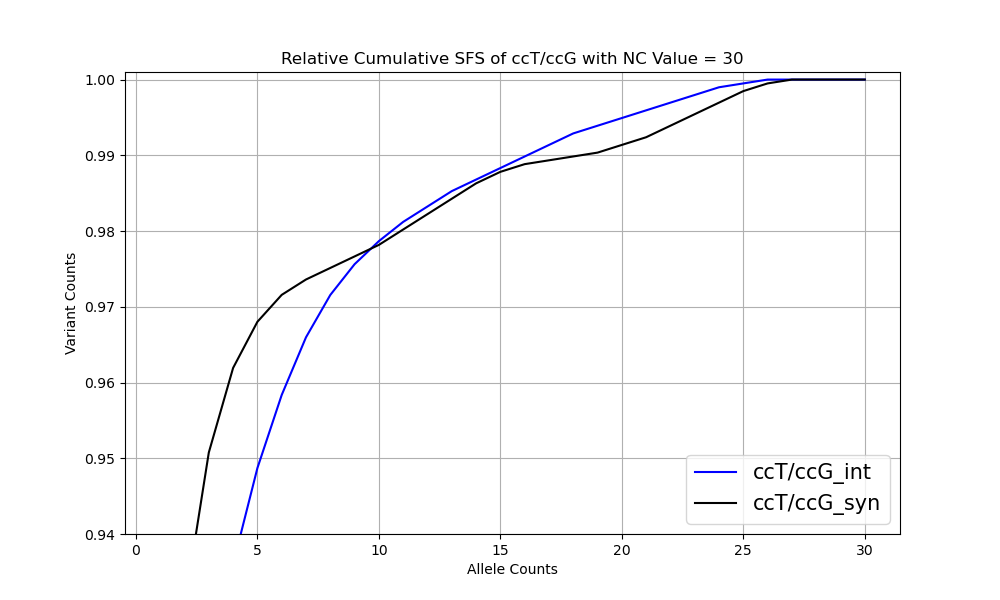 Relative Cumulative SFS of ccT/ccG with NC Value = 30
1.00
0.99
0.98
0.97
0.96
0.95
0.94
Variant Counts
0 5 10 15 20 25 30
Allele Counts
ccT/ccG_int
ccT/ccG_syn